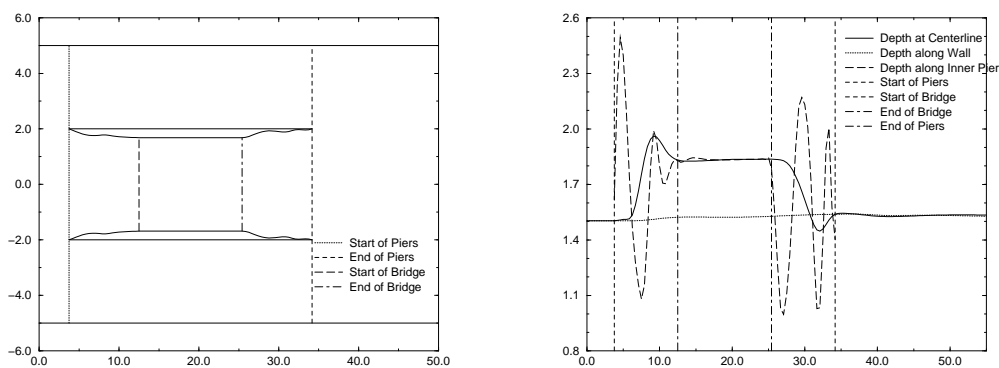 6.0
4.0
2.0
0.0
−2.0
−4.0
−6.0
0.0 10.0 20.0 30.0 40.0 50.0
Start of Piers
End of Piers
Start of Bridge
End of Bridge
2.6
2.3
2.0
1.7
1.4
1.1
0.8
0.0 10.0 20.0 30.0 40.0 50.0
Depth at Centerline
Depth along Wall
Depth along Inner Pier
Start of Piers
Start of Bridge
End of Bridge
End of Piers